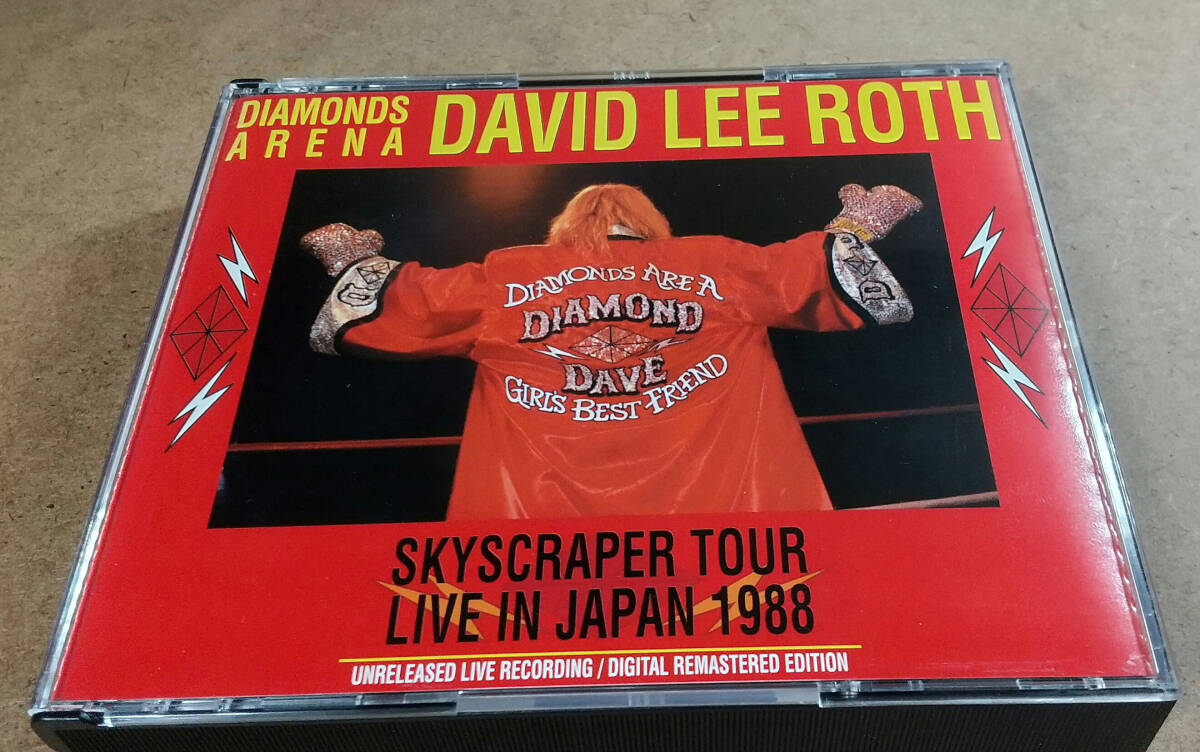 DIAMONDS
ARENA
DAVID LEE ROTH
DIAMONDS ARE A
DIAMOND
DAVE
GIRL'S BEST FRIEND
SKYSCRAPER TOUR
LIVE IN JAPAN 1988
UNRELEASED LIVE RECORDING / DIGITAL REMASTERED EDITION